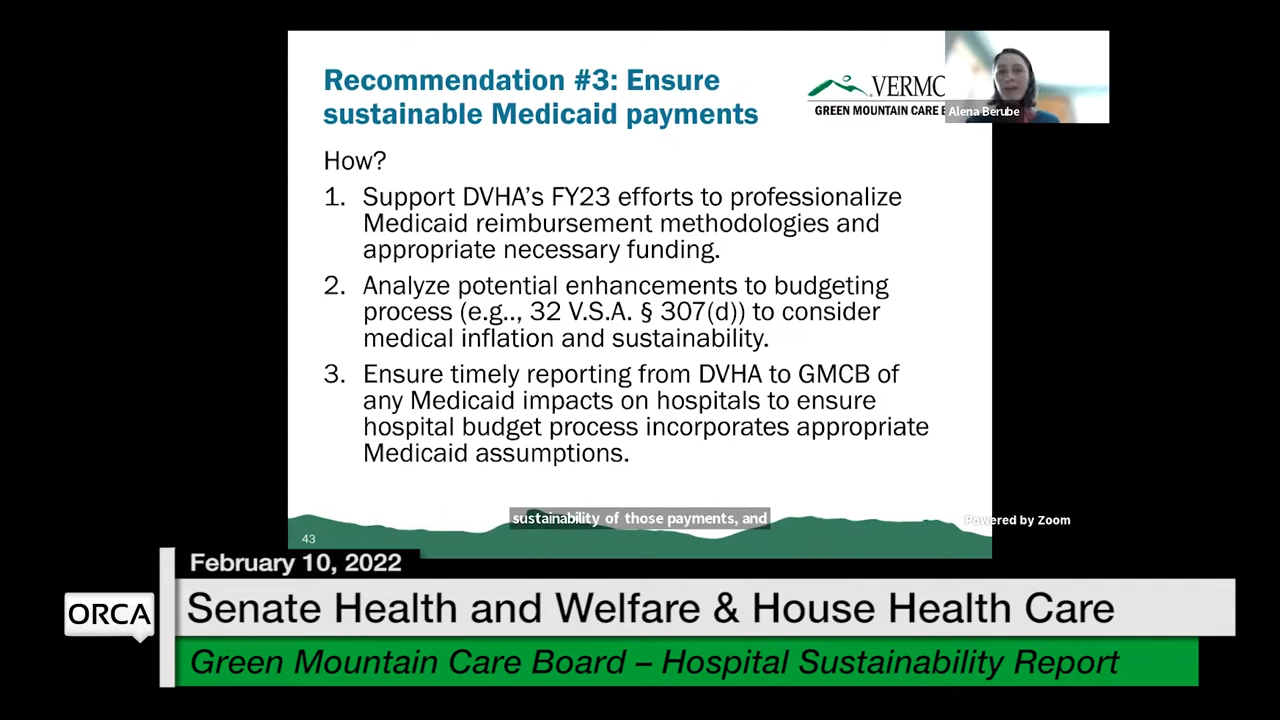 Recommendation #3: Ensure
sustainable Medicaid payments
VERMO
GREEN MOUNTAIN CARE B
Alena Berube
How?
1. Support DVHA's FY23 efforts to professionalize
Medicaid reimbursement methodologies and
appropriate necessary funding.
2. Analyze potential enhancements to budgeting
process (e.g.., 32 V.S.A. § 307(d)) to consider
medical inflation and sustainability.
3. Ensure timely reporting from DVHA to GMCB of
any Medicaid impacts on hospitals to ensure
hospital budget process incorporates appropriate
Medicaid assumptions.
sustainability of those payments, and
Powered by Zoom
43
February 10, 2022
ORCA
Senate Health and Welfare & House Health Care
Green Mountain Care Board – Hospital Sustainability Report